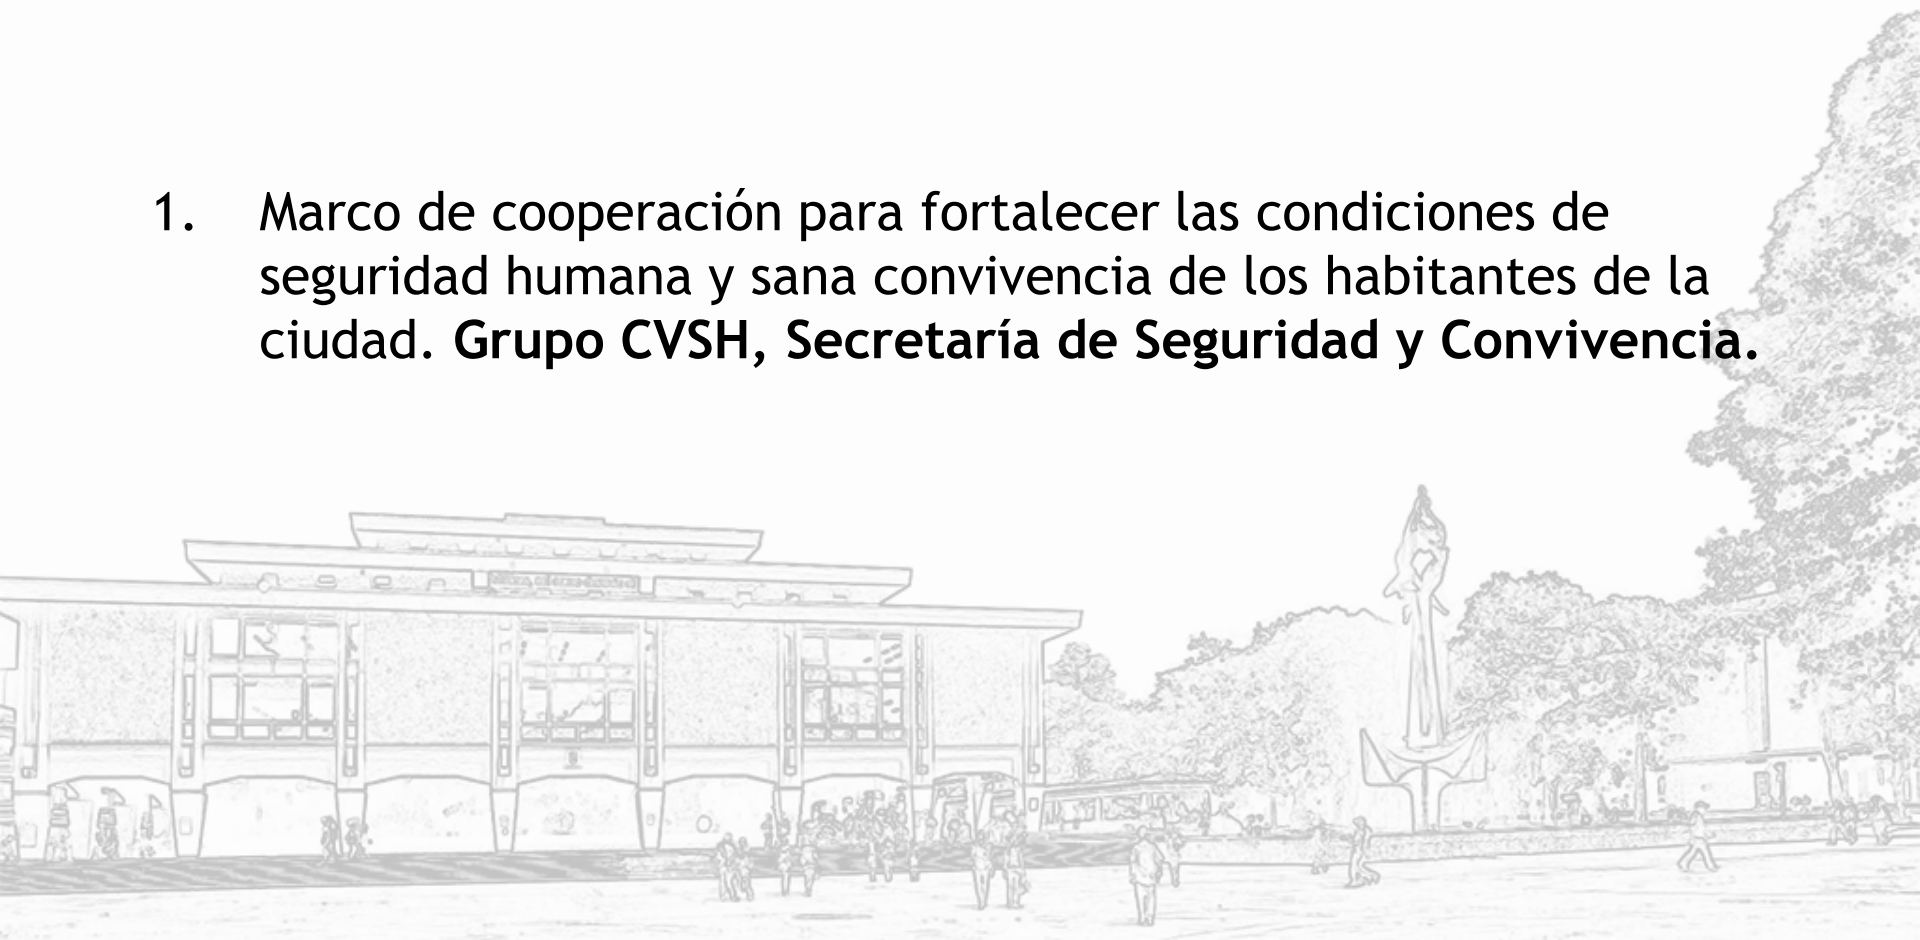 1. Marco de cooperación para fortalecer las condiciones de
seguridad humana y sana convivencia de los habitantes de la
ciudad. Grupo CVSH, Secretaría de Seguridad y Convivencia.